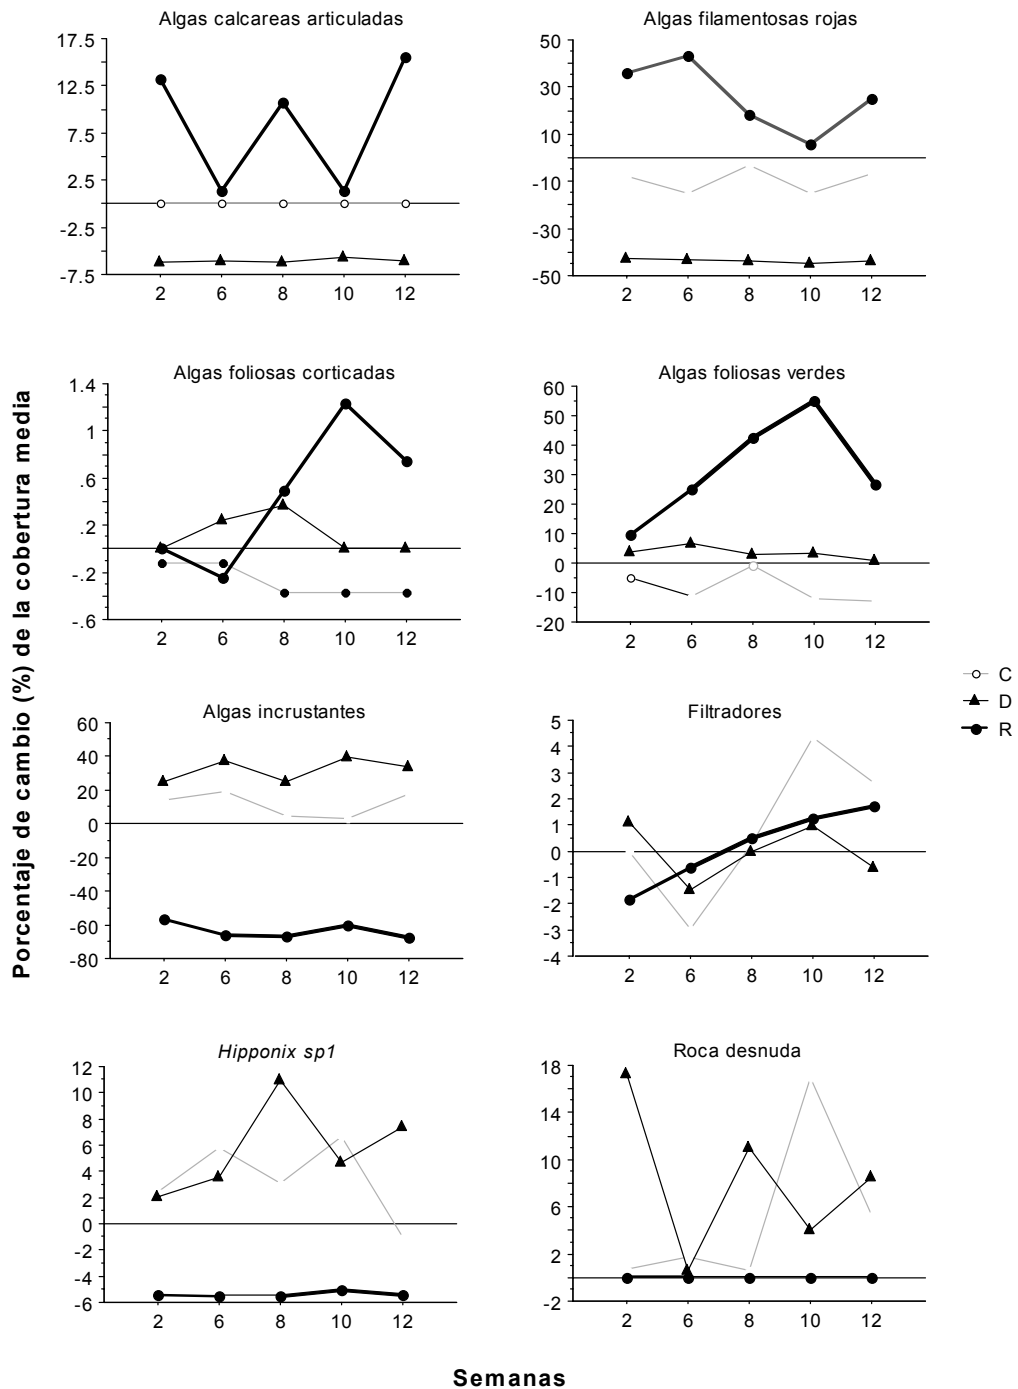 Algas calcareas articuladas
17.5
12.5
7.5
2.5
-2.5
-7.5
2 6 8 10 12
Algas filamentosas rojas
50
30
10
-10
-30
-50
2 6 8 10 12
Algas foliosas corticadas
1.4
1
.6
.2
-.2
-.6
2 6 8 10 12
Algas foliosas verdes
60
50
40
30
20
10
0
-10
-20
2 6 8 10 12
Porcentaje de cambio (%) de la cobertura media
C
D
R
Algas incrustantes
60
40
20
0
-20
-40
-60
-80
2 6 8 10 12
Filtradores
5
4
3
2
1
0
-1
-2
-3
-4
2 6 8 10 12
Hipponix sp1
12
10
8
6
4
2
0
-2
-4
-6
2 6 8 10 12
Roca desnuda
18
14
10
6
2
-2
2 6 8 10 12
Semanas